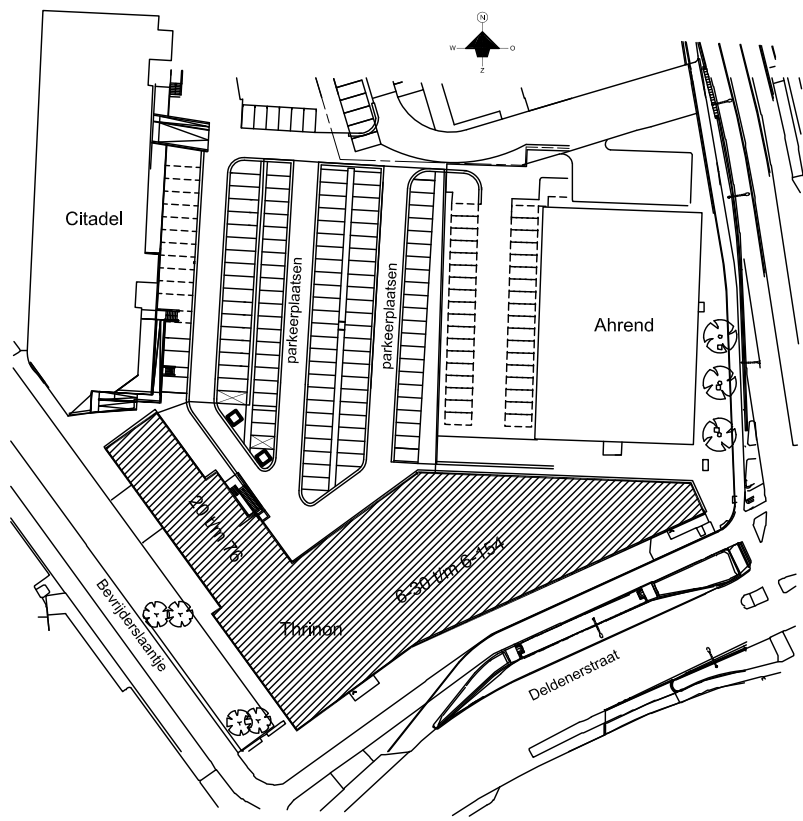 N
W O
Z
Citadel
parkeerplaatsen
parkeerplaatsen
Ahrend
20 t/m 76
6-30 t/m 6-154
Thrinon
Bevrijderslaantje
Deldenerstraat